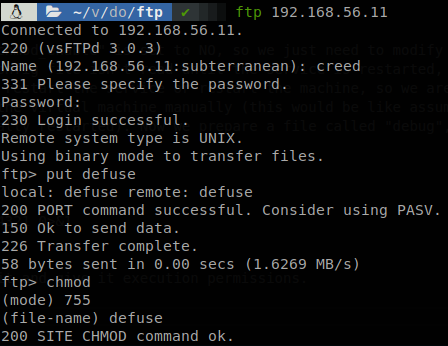 ~/v/do/ftp ✔ ftp 192.168.56.11
Connected to 192.168.56.11.
220 (vsFTPd 3.0.3)
Name (192.168.56.11:subterranean): creed
331 Please specify the password.
Password:
230 Login successful.
Remote system type is UNIX.
Using binary mode to transfer files.
ftp> put defuse
local: defuse remote: defuse
200 PORT command successful. Consider using PASV.
150 Ok to send data.
226 Transfer complete.
58 bytes sent in 0.00 secs (1.6269 MB/s)
ftp> chmod
(mode) 755
(file-name) defuse
200 SITE CHMOD command ok.